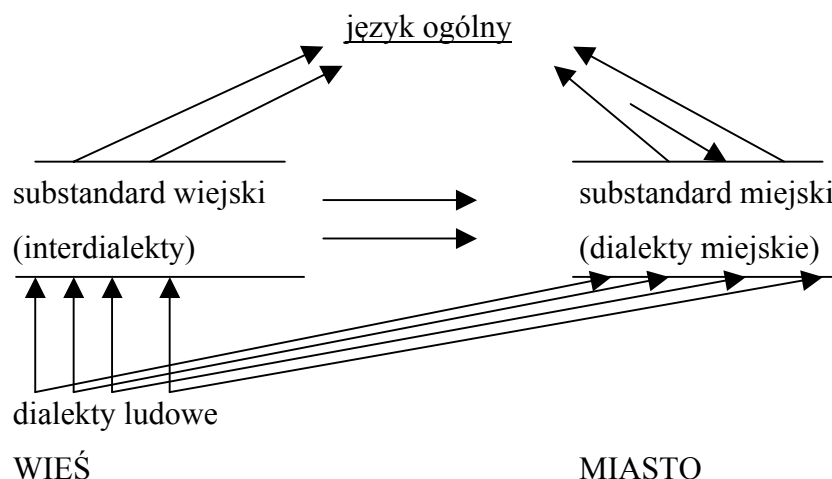 język ogólny
substandard wiejski
(interdialekty)
substandard miejski
(dialekty miejskie)
dialekty ludowe
WIEŚ
MIASTO